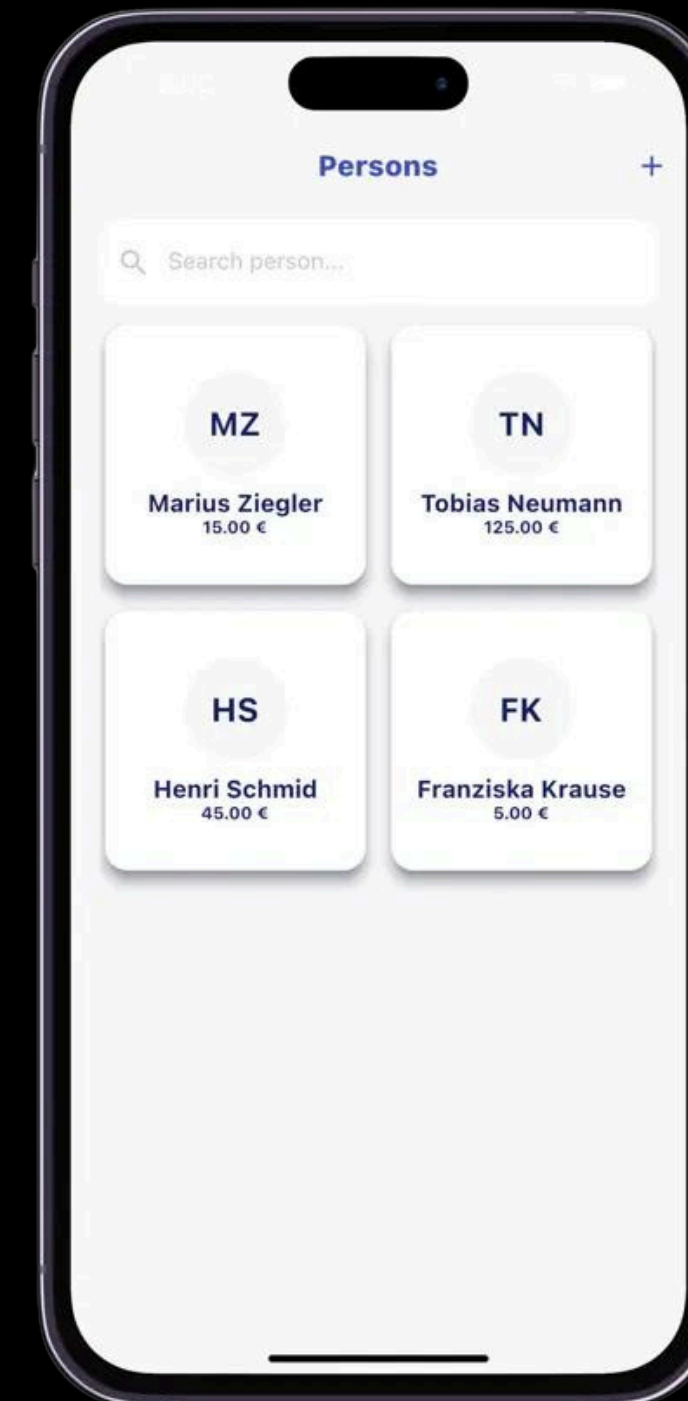 Persons +
Search person...
MZ
Marius Ziegler
15.00 €
TN
Tobias Neumann
125.00 €
HS
Henri Schmid
45.00 €
FK
Franziska Krause
5.00 €